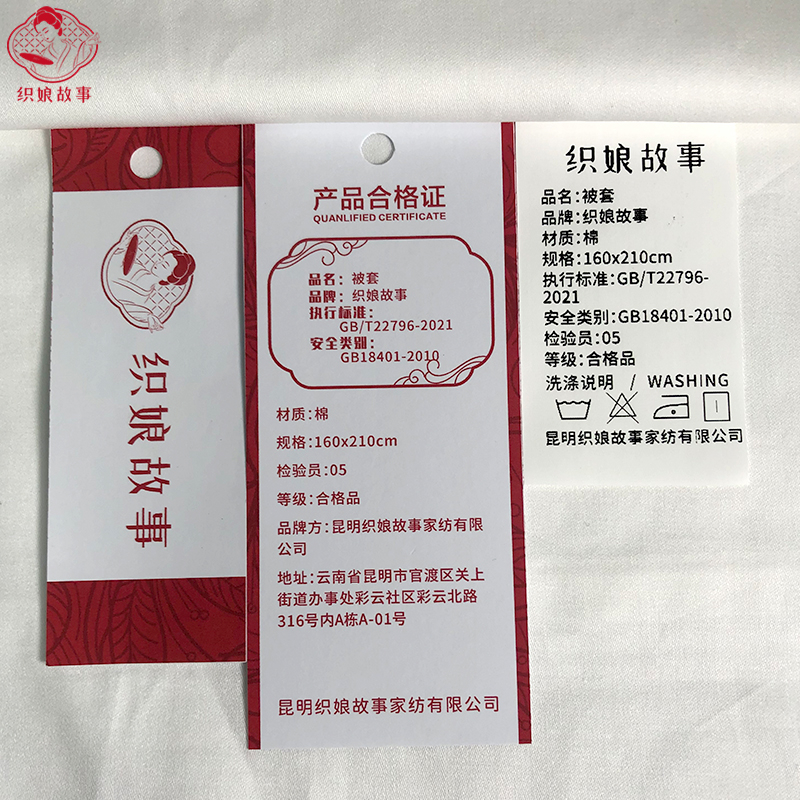 织娘故事
织娘故事
产品合格证
QUANLIFIED CERTIFICATE
品名：被套
品牌：织娘故事
执行标准：
GB/T22796-2021
安全类别：
GB18401-2010
材质：棉
规格：160x210cm
检验员：05
等级：合格品
品牌方：昆明织娘故事家纺有限
公司
地址：云南省昆明市官渡区关上
街道办事处彩云社区彩云北路
316号内A栋A-01号
昆明织娘故事家纺有限公司
织娘故事
品名：被套
品牌：织娘故事
材质：棉
规格：160x210cm
执行标准：GB/T22796-
2021
安全类别：GB18401-2010
检验员：05
等级：合格品
洗涤说明 / WASHING
昆明织娘故事家纺有限公司